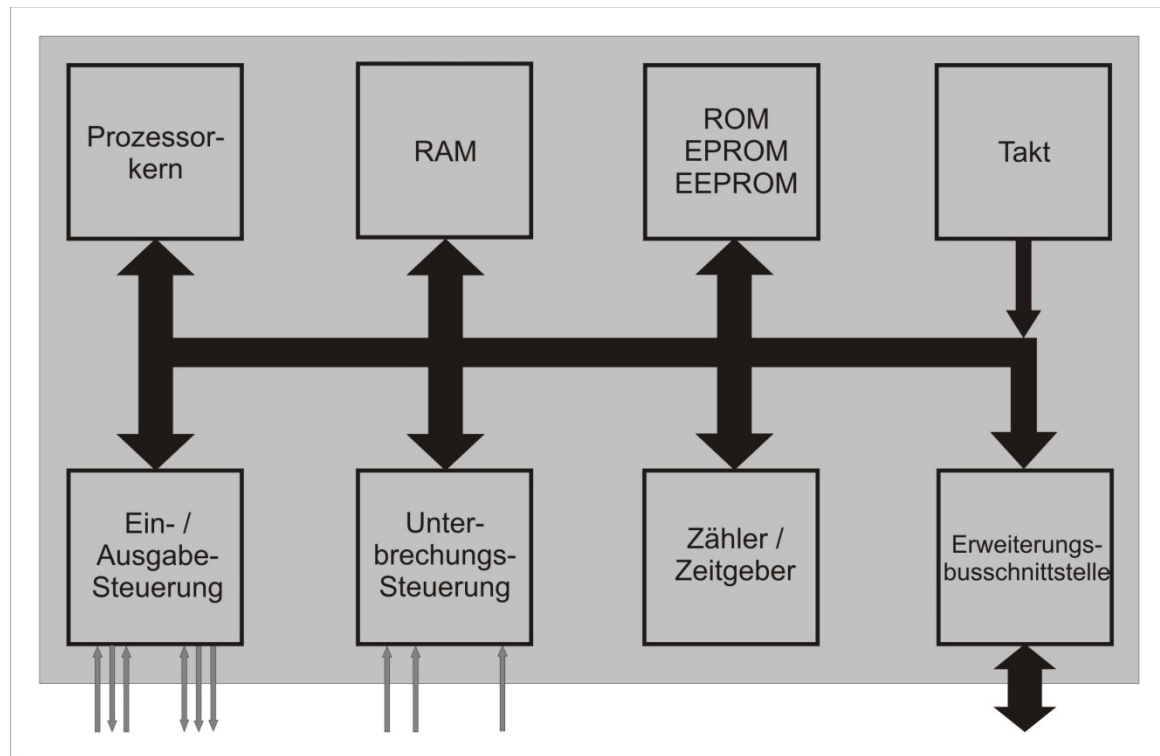 Prozessor-
kern
RAM
ROM
EPROM
EEPROM
Takt
Ein- /
Ausgabe-
Steuerung
Unter-
brechungs-
Steuerung
Zähler /
Zeitgeber
Erweiterungs-
busschnittstelle